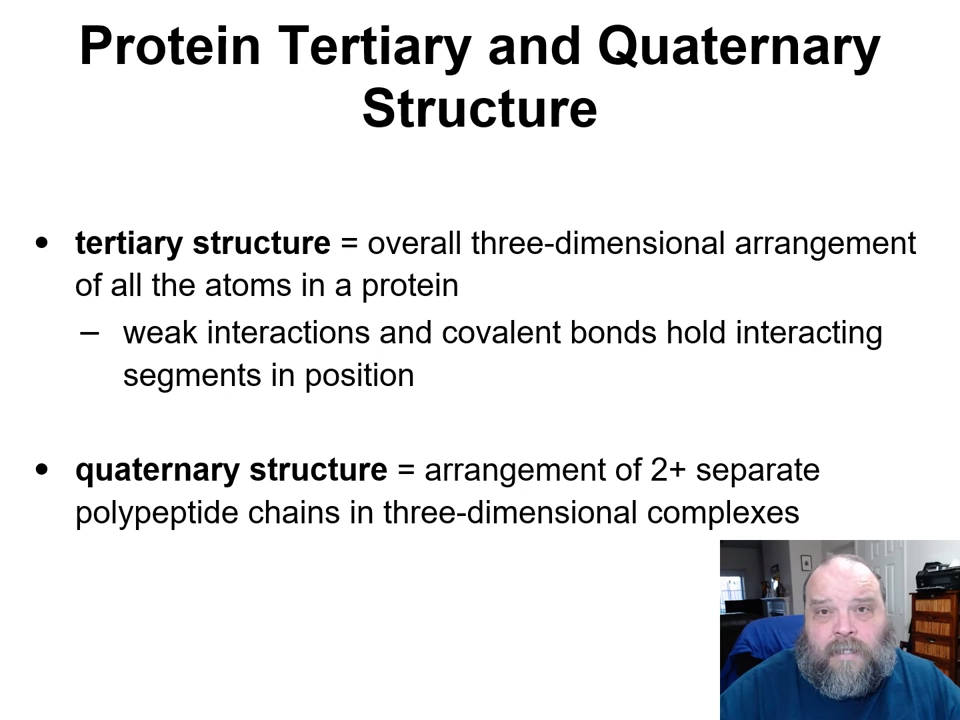 Protein Tertiary and Quaternary
Structure
• tertiary structure = overall three-dimensional arrangement
of all the atoms in a protein
– weak interactions and covalent bonds hold interacting
segments in position
• quaternary structure = arrangement of 2+ separate
polypeptide chains in three-dimensional complexes